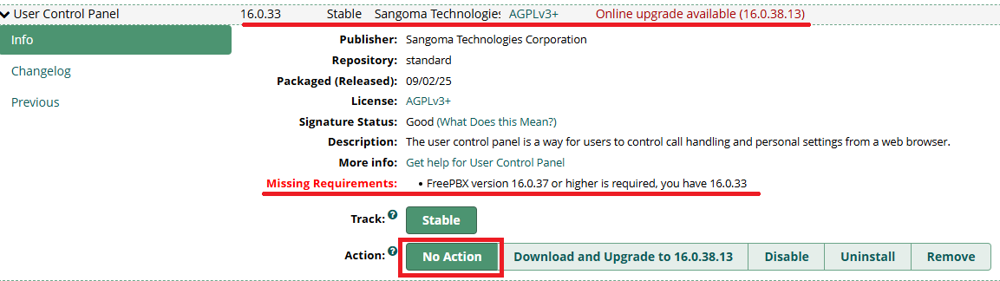 User Control Panel 16.0.33 Stable Sangoma Technologies AGPLv3+ Online upgrade available (16.0.38.13)
Info
Changelog
Previous
Publisher: Sangoma Technologies Corporation
Repository: standard
Packaged (Released): 09/02/25
License: AGPLv3+
Signature Status: Good (What Does this Mean?)
Description: The user control panel is a way for users to control call handling and personal settings from a web browser.
More info: Get help for User Control Panel
Missing Requirements: • FreePBX version 16.0.37 or higher is required, you have 16.0.33
Track: ? Stable
Action: ? No Action Download and Upgrade to 16.0.38.13 Disable Uninstall Remove